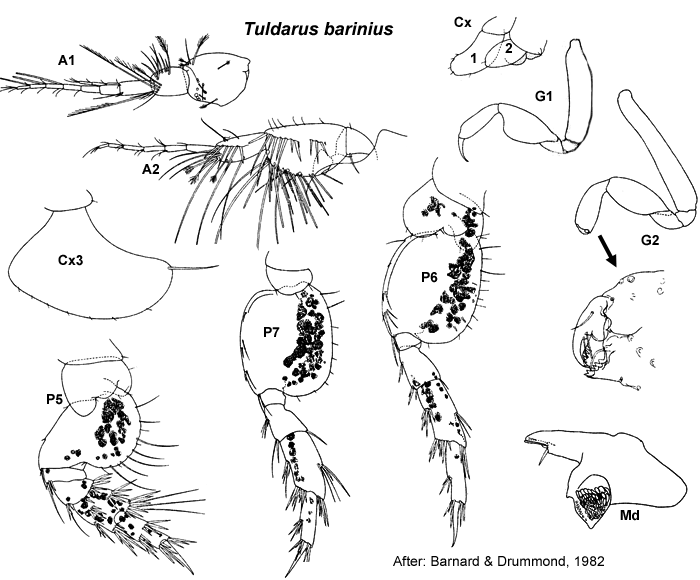 Tuldarus barinius
Cx
A1
1
2
G1
A2
G2
Cx3
P6
P7
P5
Md
After: Barnard & Drummond, 1982